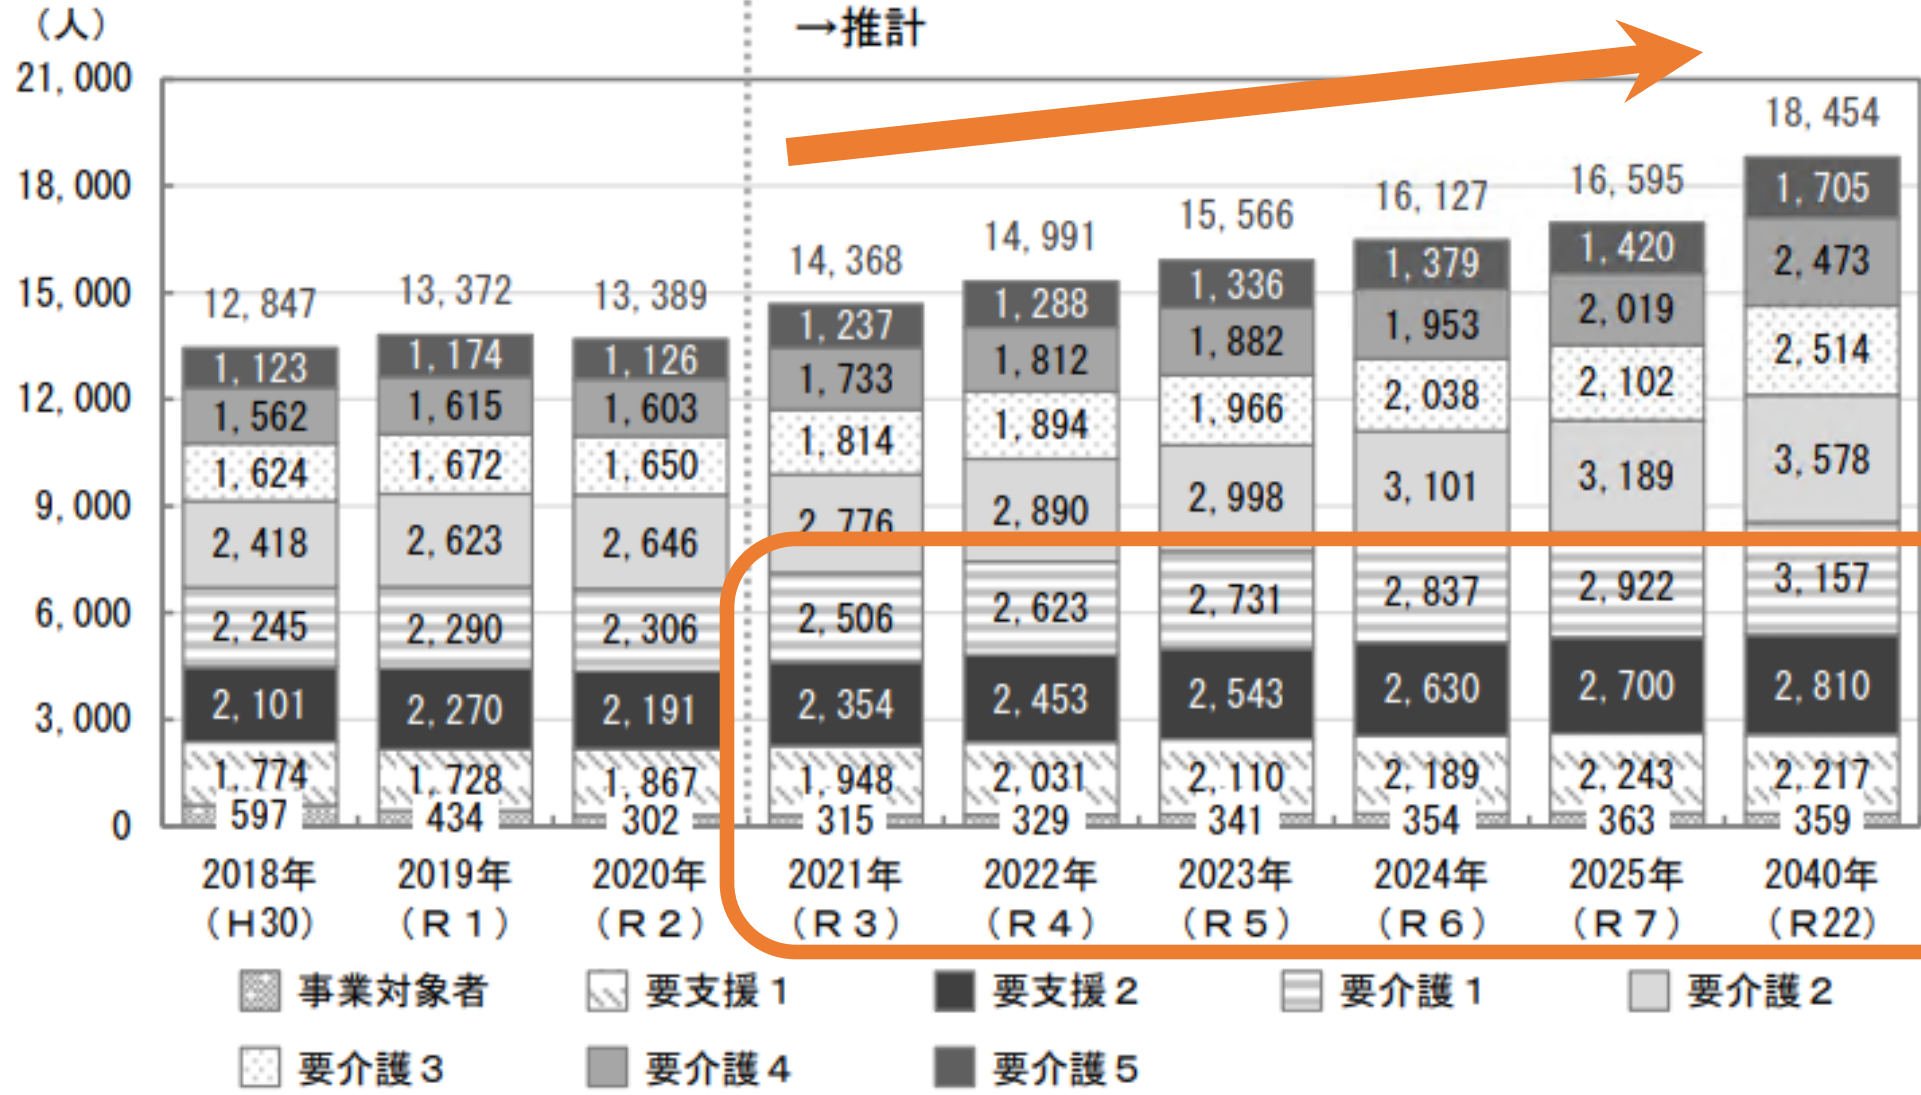 （人）
→推計
21,000
18,000
15,000
12,000
9,000
6,000
3,000
0
12,847 13,372 13,389 14,368 14,991 15,566 16,127 16,595 18,454
1,123 1,174 1,126 1,237 1,288 1,336 1,379 1,420 1,705
1,562 1,615 1,603 1,733 1,812 1,882 1,953 2,019 2,473
1,624 1,672 1,650 1,814 1,894 1,966 2,038 2,102 2,514
2,418 2,623 2,646 2,776 2,890 2,998 3,101 3,189 3,578
2,245 2,290 2,306 2,506 2,623 2,731 2,837 2,922 3,157
2,101 2,270 2,191 2,354 2,453 2,543 2,630 2,700 2,810
1,774 1,728 1,867 1,948 2,031 2,110 2,189 2,243 2,217
597 434 302 315 329 341 354 363 359
2018年 2019年 2020年 2021年 2022年 2023年 2024年 2025年 2040年
（H30） （R１） （R２） （R３） （R４） （R５） （R６） （R７） （R22）
事業対象者 要支援１ 要支援２ 要介護１ 要介護２
要介護３ 要介護４ 要介護５